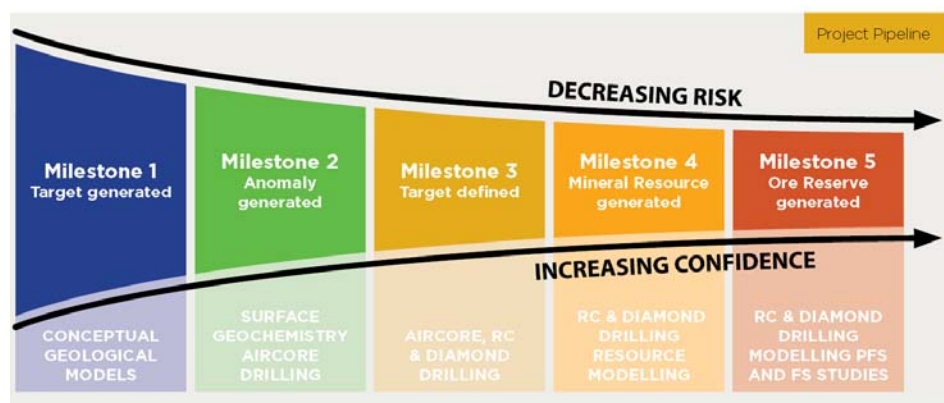 Project Pipeline
DECREASING RISK
Milestone 1
Target generated
Milestone 2
Anomaly
generated
Milestone 3
Target defined
Milestone 4
Mineral Resource
generated
Milestone 5
Ore Reserve
generated
INCREASING CONFIDENCE
CONCEPTUAL
GEOLOGICAL
MODELS
SURFACE
GEOCHEMISTRY
AIRCORE
DRILLING
AIRCORE, RC
& DIAMOND
DRILLING
RC & DIAMOND
DRILLING
RESOURCE
MODELLING
RC & DIAMOND
DRILLING
MODELLING PFS
AND FS STUDIES